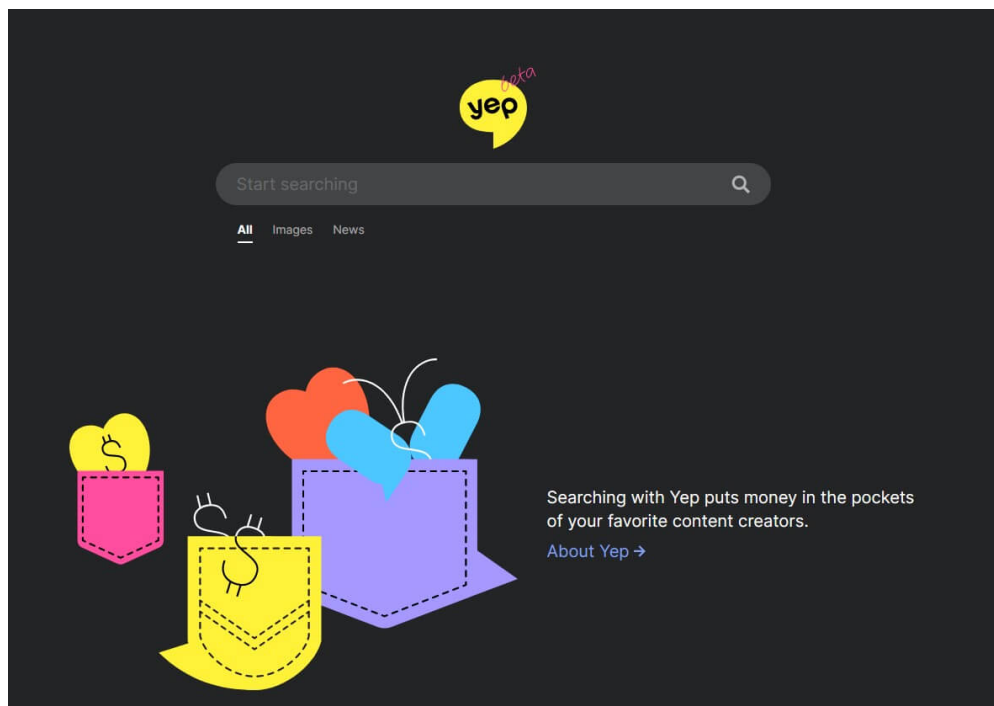 beta
yep
Start searching
All Images News
Searching with Yep puts money in the pockets
of your favorite content creators.
About Yep →